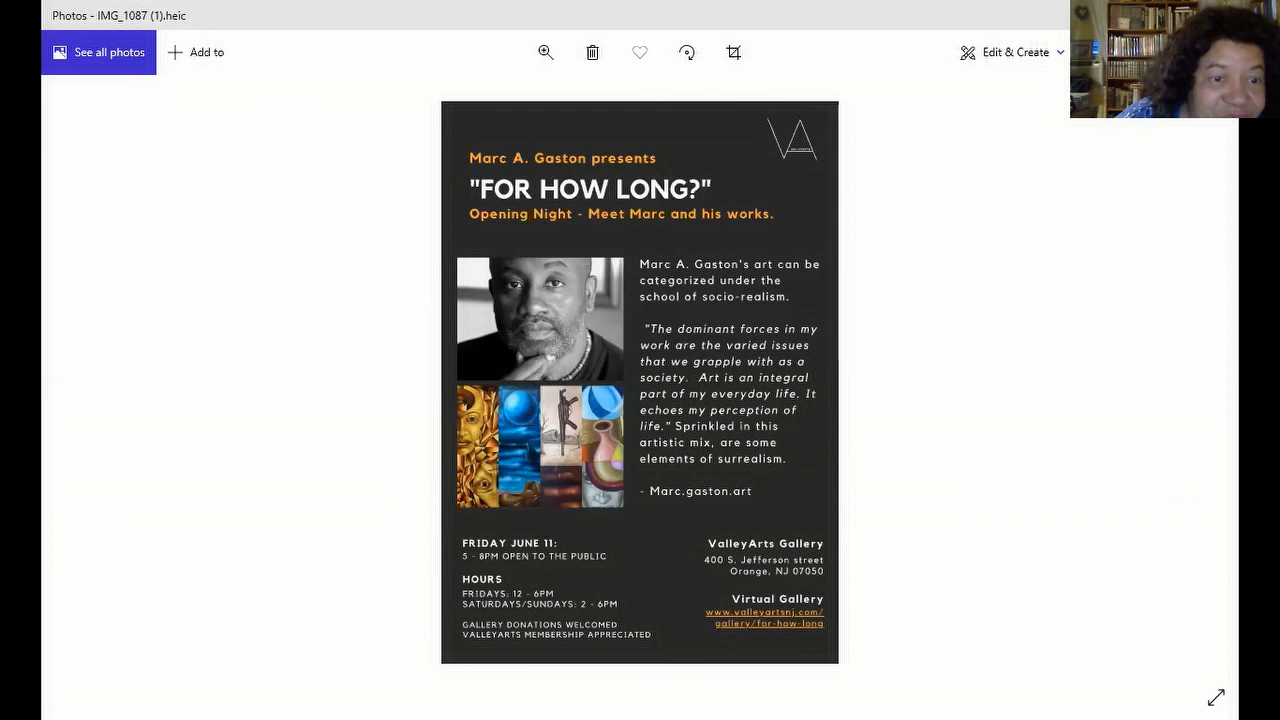 Photos - IMG_1087 (1).heic
See all photos
Add to
Edit & Create
VA
Marc A. Gaston presents
"FOR HOW LONG?"
Opening Night - Meet Marc and his works.
Marc A. Gaston's art can be
categorized under the
school of socio-realism.
"The dominant forces in my
work are the varied issues
that we grapple with as a
society. Art is an integral
part of my everyday life. It
echoes my perception of
life." Sprinkled in this
artistic mix, are some
elements of surrealism.
- Marc.gaston.art
FRIDAY JUNE 11:
5 - 8PM OPEN TO THE PUBLIC
HOURS
FRIDAYS: 12 - 6PM
SATURDAYS/SUNDAYS: 2 - 6PM
GALLERY DONATIONS WELCOMED
VALLEYARTS MEMBERSHIP APPRECIATED
ValleyArts Gallery
400 S. Jefferson street
Orange, NJ 07050
Virtual Gallery
www.valleyartsnj.com/
gallery/for-how-long